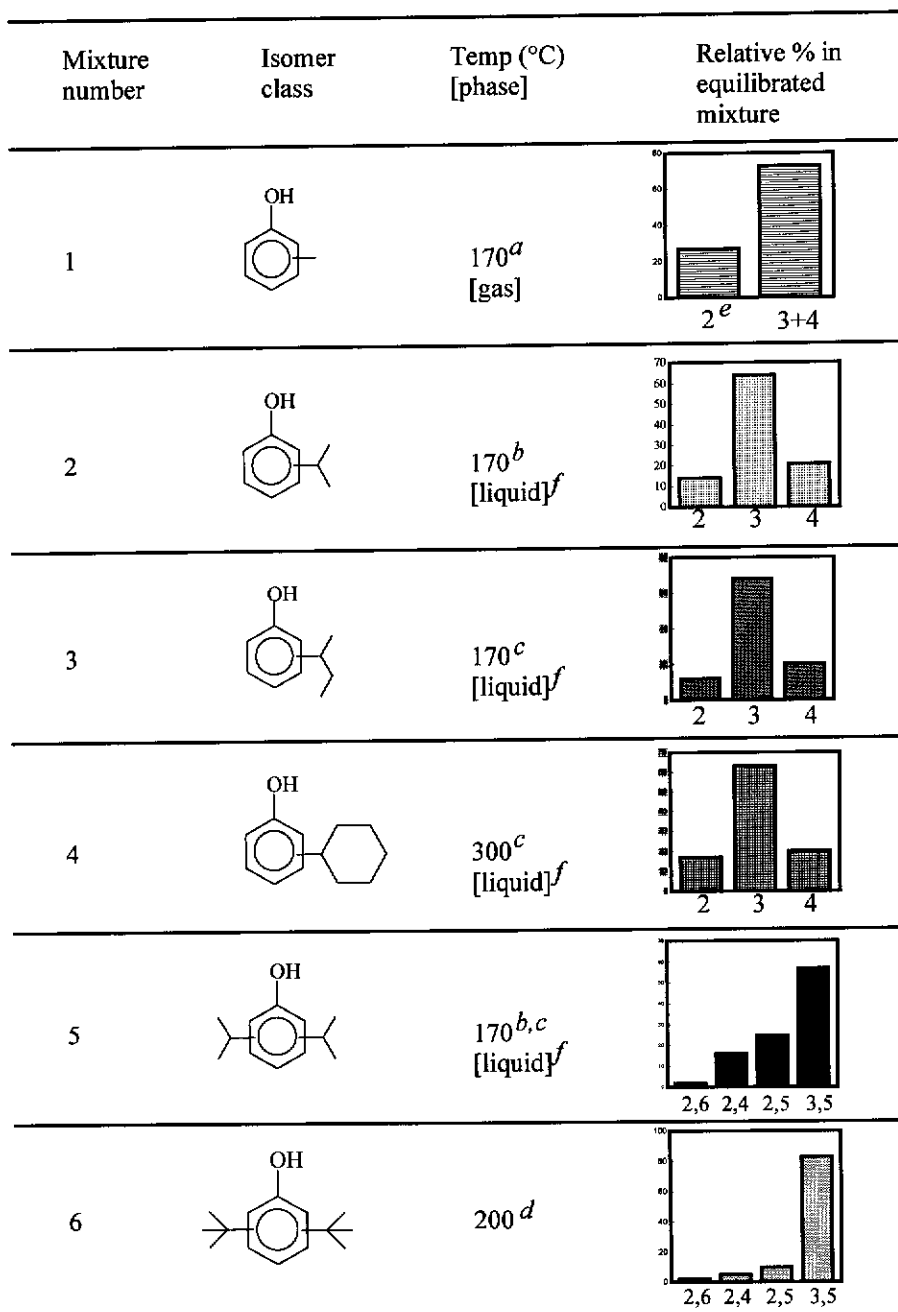 Mixture number
Isomer class
Temp (°C) [phase]
Relative % in equilibrated mixture
1
OH
170a
[gas]
80
60
40
20
0
2e 3+4
2
OH
170b
[liquid]f
70
60
50
40
30
20
10
0
2 3 4
3
OH
170c
[liquid]f
2 3 4
4
OH
300c
[liquid]f
2 3 4
5
OH
170b,c
[liquid]f
2,6 2,4 2,5 3,5
6
OH
200d
100
80
60
40
20
0
2,6 2,4 2,5 3,5